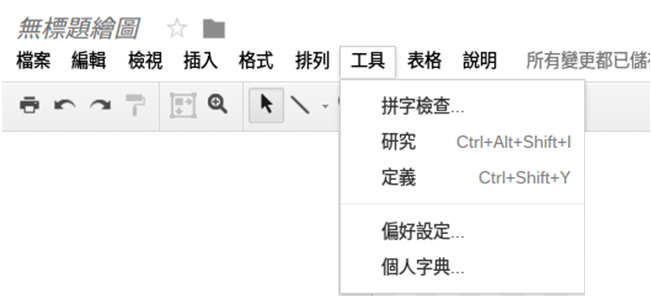 無標題繪圖
檔案 編輯 檢視 插入 格式 排列 工具 表格 說明 所有變更都已儲
拼字檢查...
研究 Ctrl+Alt+Shift+I
定義 Ctrl+Shift+Y
偏好設定...
個人字典...